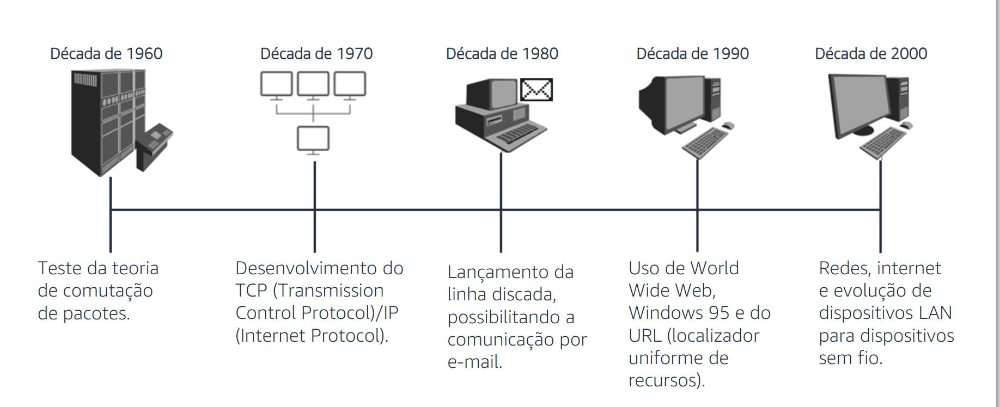 Década de 1960
Década de 1970
Década de 1980
Década de 1990
Década de 2000
Teste da teoria
de comutação
de pacotes.
Desenvolvimento do
TCP (Transmission
Control Protocol)/IP
(Internet Protocol).
Lançamento da
linha discada,
possibilitando a
comunicação por
e-mail.
Uso de World
Wide Web,
Windows 95 e do
URL (localizador
uniforme de
recursos).
Redes, internet
e evolução de
dispositivos LAN
para dispositivos
sem fio.